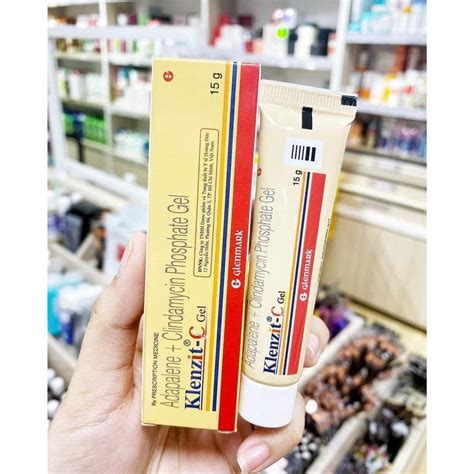 15 g
Rx PRESCRIPTION MEDICINE
Adapalene + Clindamycin Phosphate Gel
Klenzit®-C Gel
Glenmark
15 g
Adapalene + Clindamycin Phosphate Gel
Klenzit®-C Gel
Glenmark